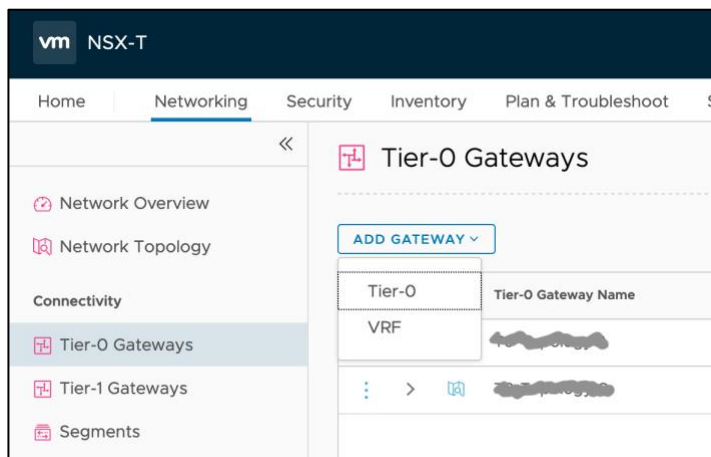 vm NSX-T
Home Networking Security Inventory Plan & Troubleshoot
Tier-0 Gateways
Network Overview
Network Topology
ADD GATEWAY
Tier-0
VRF
Tier-0 Gateway Name
Connectivity
Tier-0 Gateways
Tier-1 Gateways
Segments